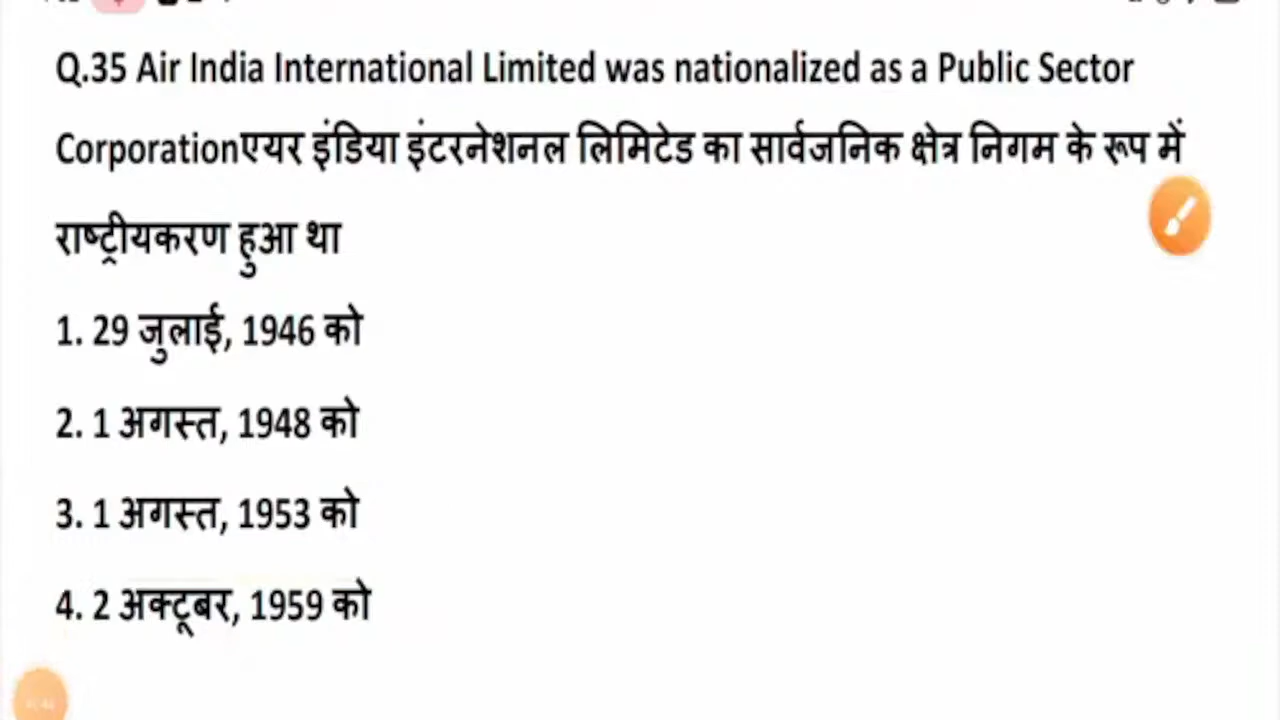 Q.35 Air India International Limited was nationalized as a Public Sector
Corporationएयर इंडिया इंटरनेशनल लिमिटेड का सार्वजनिक क्षेत्र निगम के रूप में
राष्ट्रीयकरण हुआ था
1. 29 जुलाई, 1946 को
2. 1 अगस्त, 1948 को
3. 1 अगस्त, 1953 को
4. 2 अक्टूबर, 1959 को